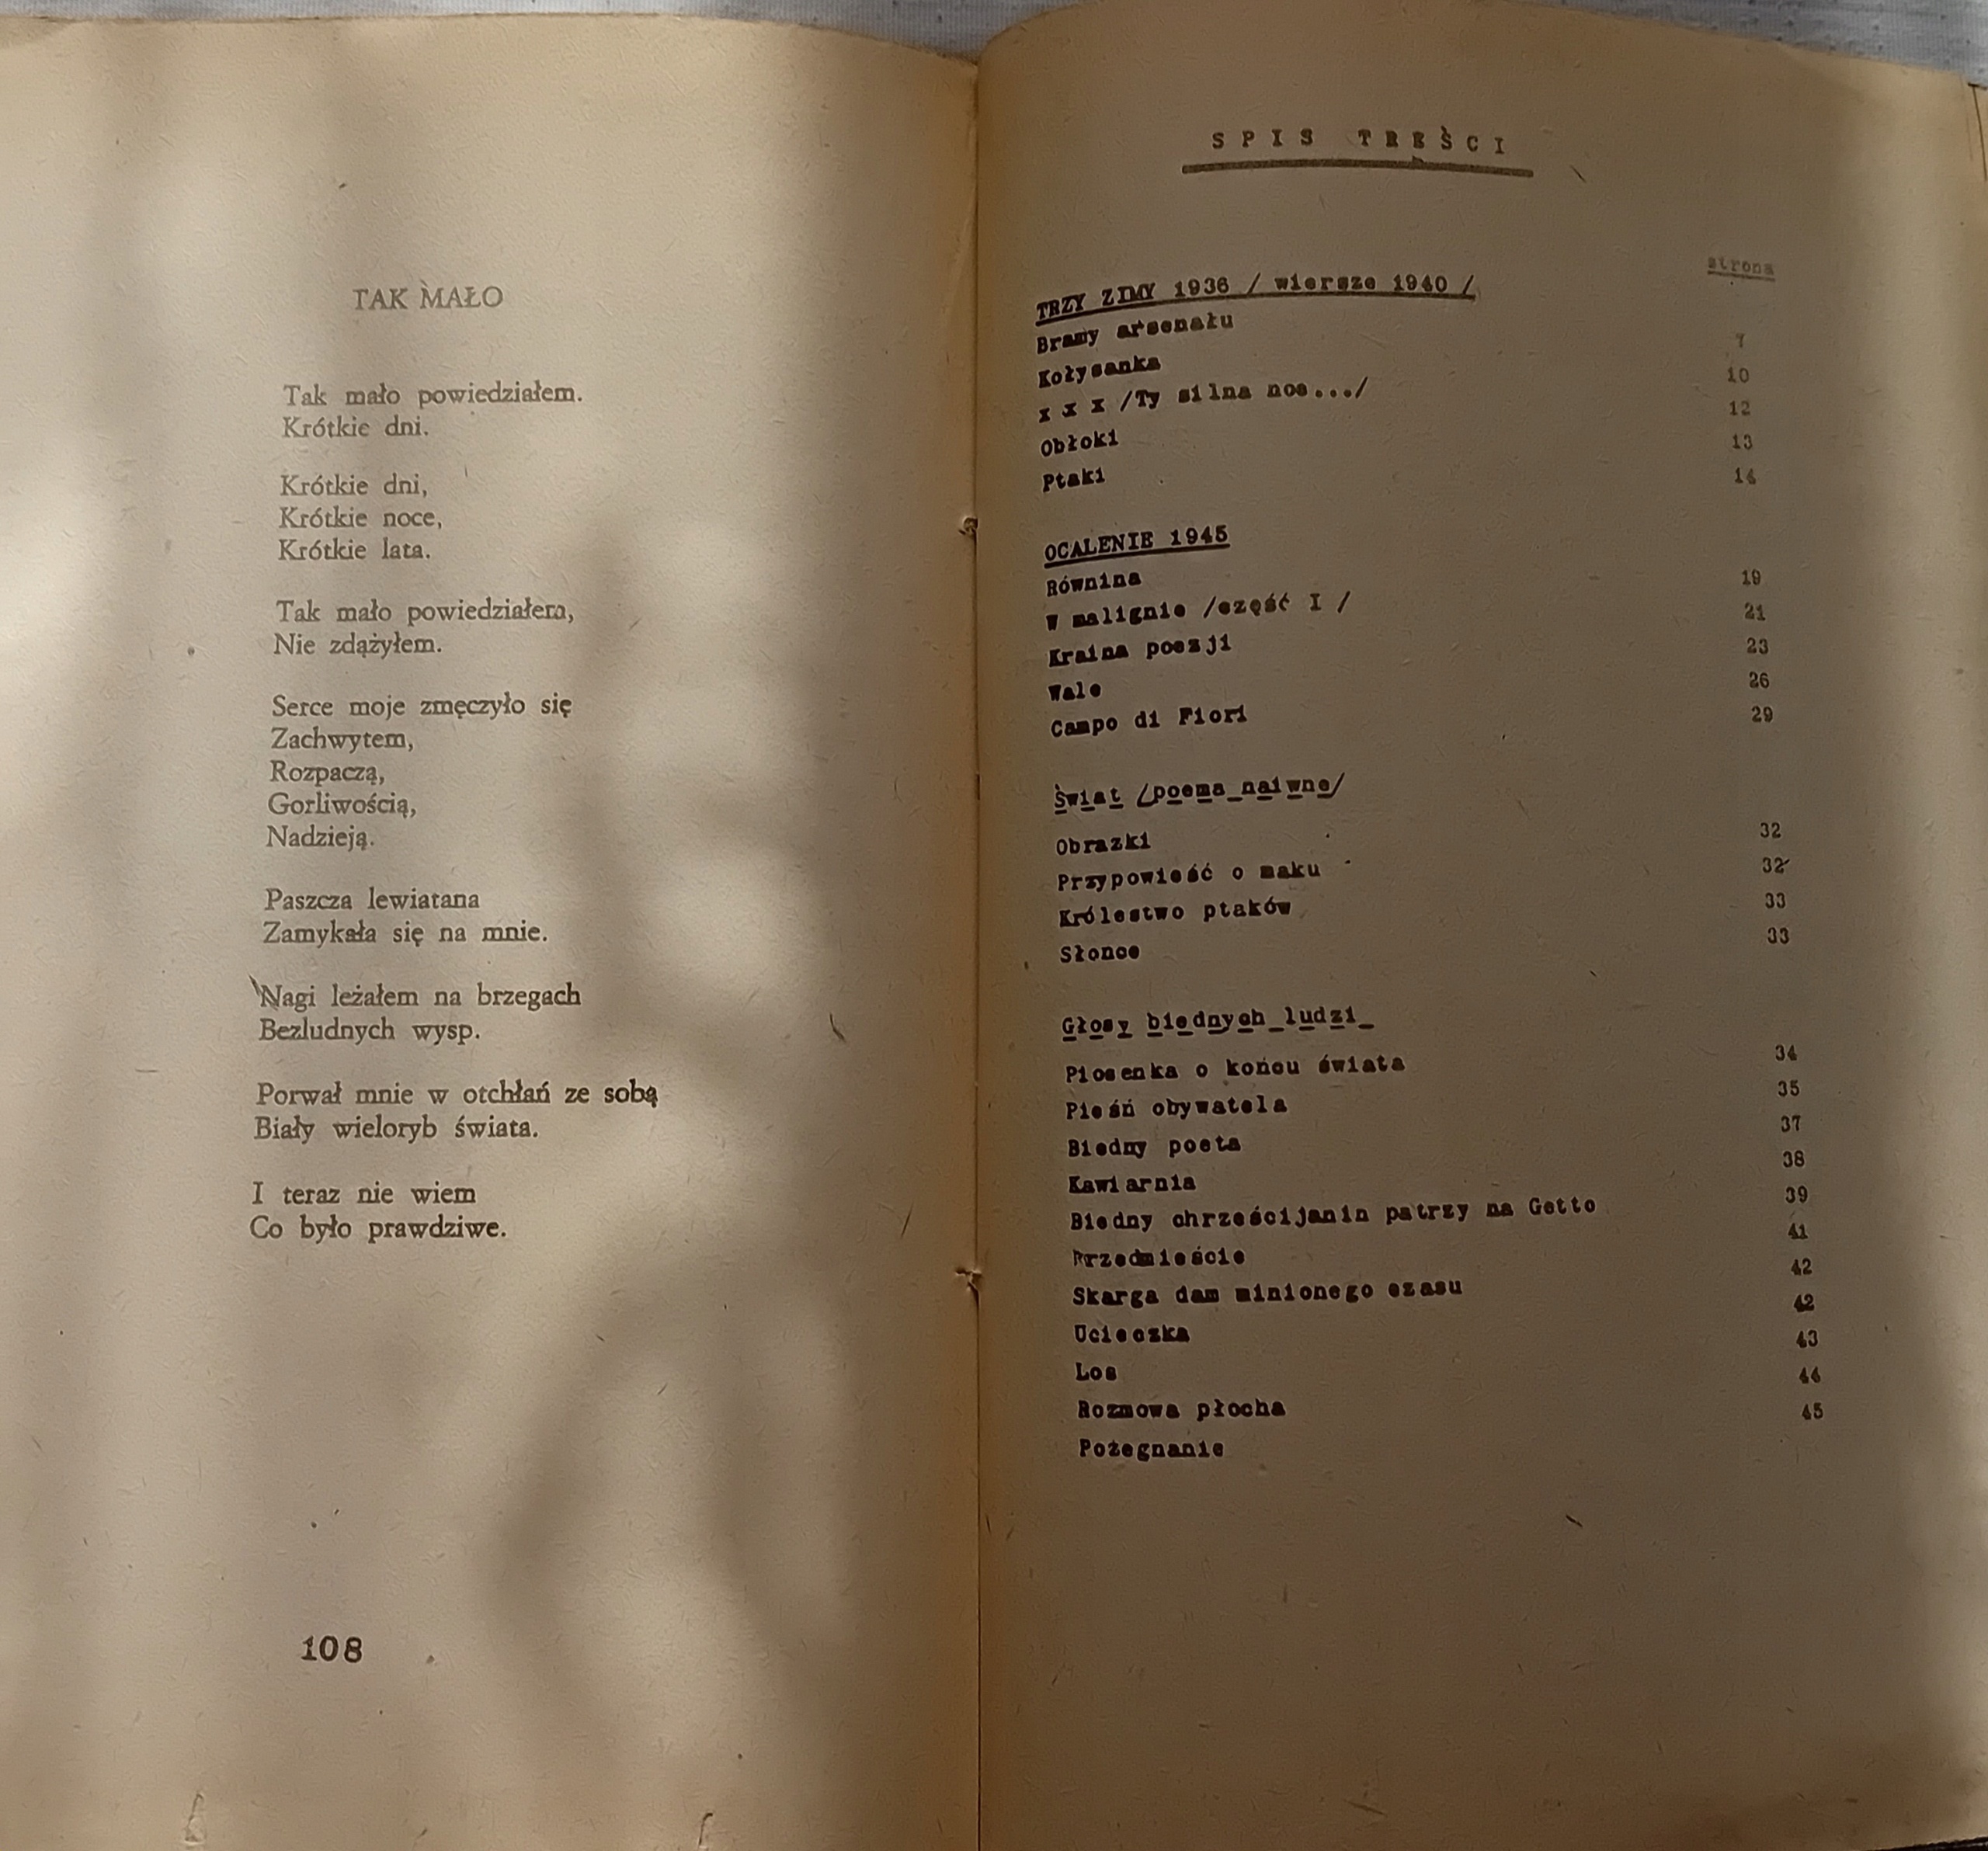 TAK MAŁO
Tak mało powiedziałem.
Krótkie dni.
Krótkie dni,
Krótkie noce,
Krótkie lata.
Tak mało powiedziałem,
Nie zdążyłem.
Serce moje zmęczyło się
Zachwytem,
Rozpaczą,
Gorliwością,
Nadzieją.
Paszcza lewiatana
Zamykała się na mnie.
Nagi leżałem na brzegach
Bezludnych wysp.
Porwał mnie w otchłań ze sobą
Biały wieloryb świata.
I teraz nie wiem
Co było prawdziwe.
108
SPIS TREŚCI
strona
TRZY ZIMY 1936 / wiersze 1940 /
Bramy arsenału 7
Kołysanka 10
x x x /Ty silna noc.../ 12
Obłoki 13
Ptaki 14
OCALENIE 1945
Równina 19
W malignie /część I / 21
Kraina poezji 23
Walc 26
Campo di Fiori 29
Świat /poema naiwne/
Obrazki 32
Przypowieść o maku 32
Królestwo ptaków 33
Słonce 33
Głosy biednych ludzi
Piosenka o końcu świata 34
Pieśń obywatela 35
Biedny poeta 37
Kawiarnia 38
Biedny chrześcijanin patrzy na Getto 39
Przedmieście 41
Skarga dam minionego czasu 42
Ucieczka 42
Los 43
Rozmowa płocha 44
Pożegnanie 45